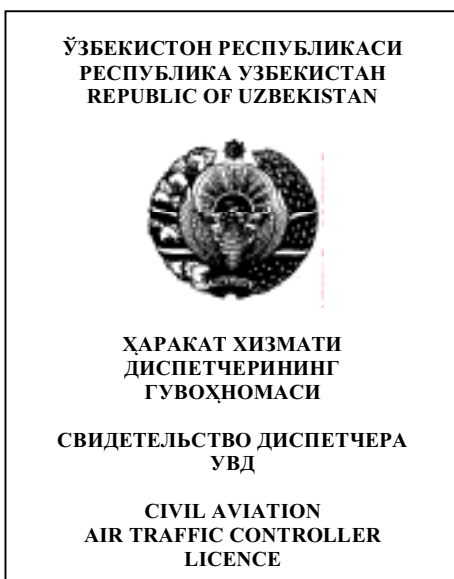 ЎЗБЕКИСТОН РЕСПУБЛИКАСИ
РЕСПУБЛИКА УЗБЕКИСТАН
REPUBLIC OF UZBEKISTAN
ҲАРАКАТ ХИЗМАТИ
ДИСПЕТЧЕРИНИНГ
ГУВОҲНОМАСИ
СВИДЕТЕЛЬСТВО ДИСПЕТЧЕРА
УВД
CIVIL AVIATION
AIR TRAFFIC CONTROLLER
LICENCE